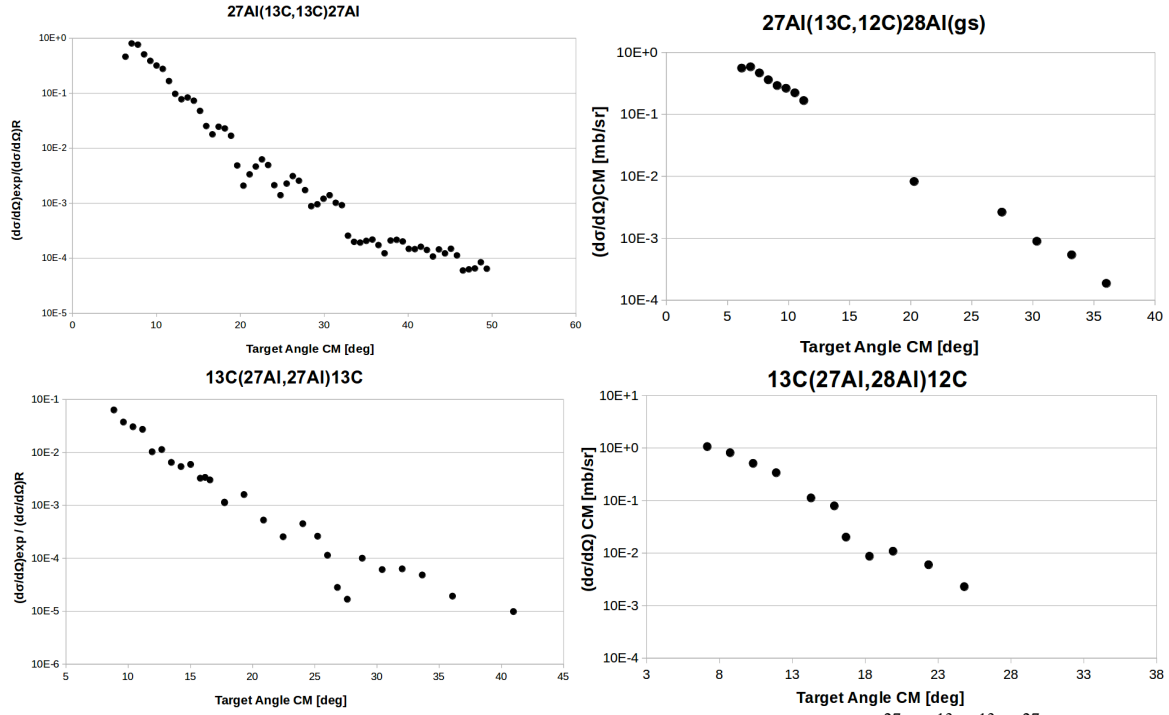 27Al(13C,13C)27Al
10E+0
10E-1
10E-2
10E-3
10E-4
10E-5
0 10 20 30 40 50 60
(dσ/dΩ)exp/(dσ/dΩ)R
Target Angle CM [deg]
27Al(13C,12C)28Al(gs)
10E+0
10E-1
10E-2
10E-3
10E-4
0 5 10 15 20 25 30 35 40
(dσ/dΩ)CM [mb/sr]
Target Angle CM [deg]
13C(27Al,27Al)13C
10E-1
10E-2
10E-3
10E-4
10E-5
10E-6
5 10 15 20 25 30 35 40 45
(dσ/dΩ)exp / (dσ/dΩ)R
Target Angle CM [deg]
13C(27Al,28Al)12C
10E+1
10E+0
10E-1
10E-2
10E-3
10E-4
3 8 13 18 23 28 33 38
(dσ/dΩ) CM [mb/sr]
Target Angle CM [deg]